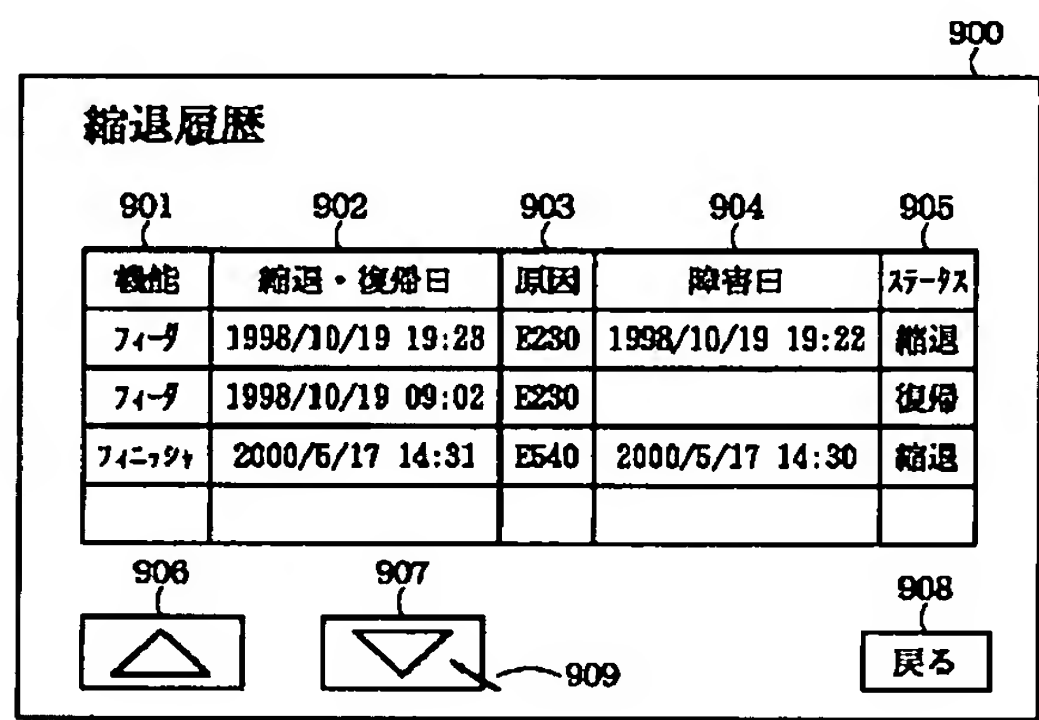 900
縮退履歴
901 902 903 904 905
機能 縮退・復帰日 原因 障害日 ステータス
フィーダ 1998/10/19 19:28 E230 1998/10/19 19:22 縮退
フィーダ 1998/10/19 09:02 E230 復帰
フィニッシャ 2000/5/17 14:31 E540 2000/5/17 14:30 縮退
906 907 908
909
戻る